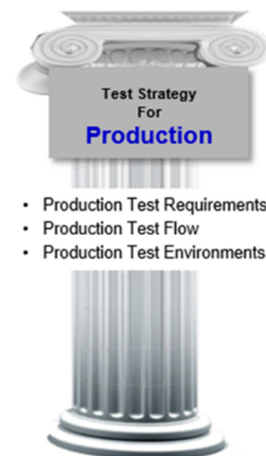 Test Strategy
For
Production
• Production Test Requirements
• Production Test Flow
• Production Test Environments